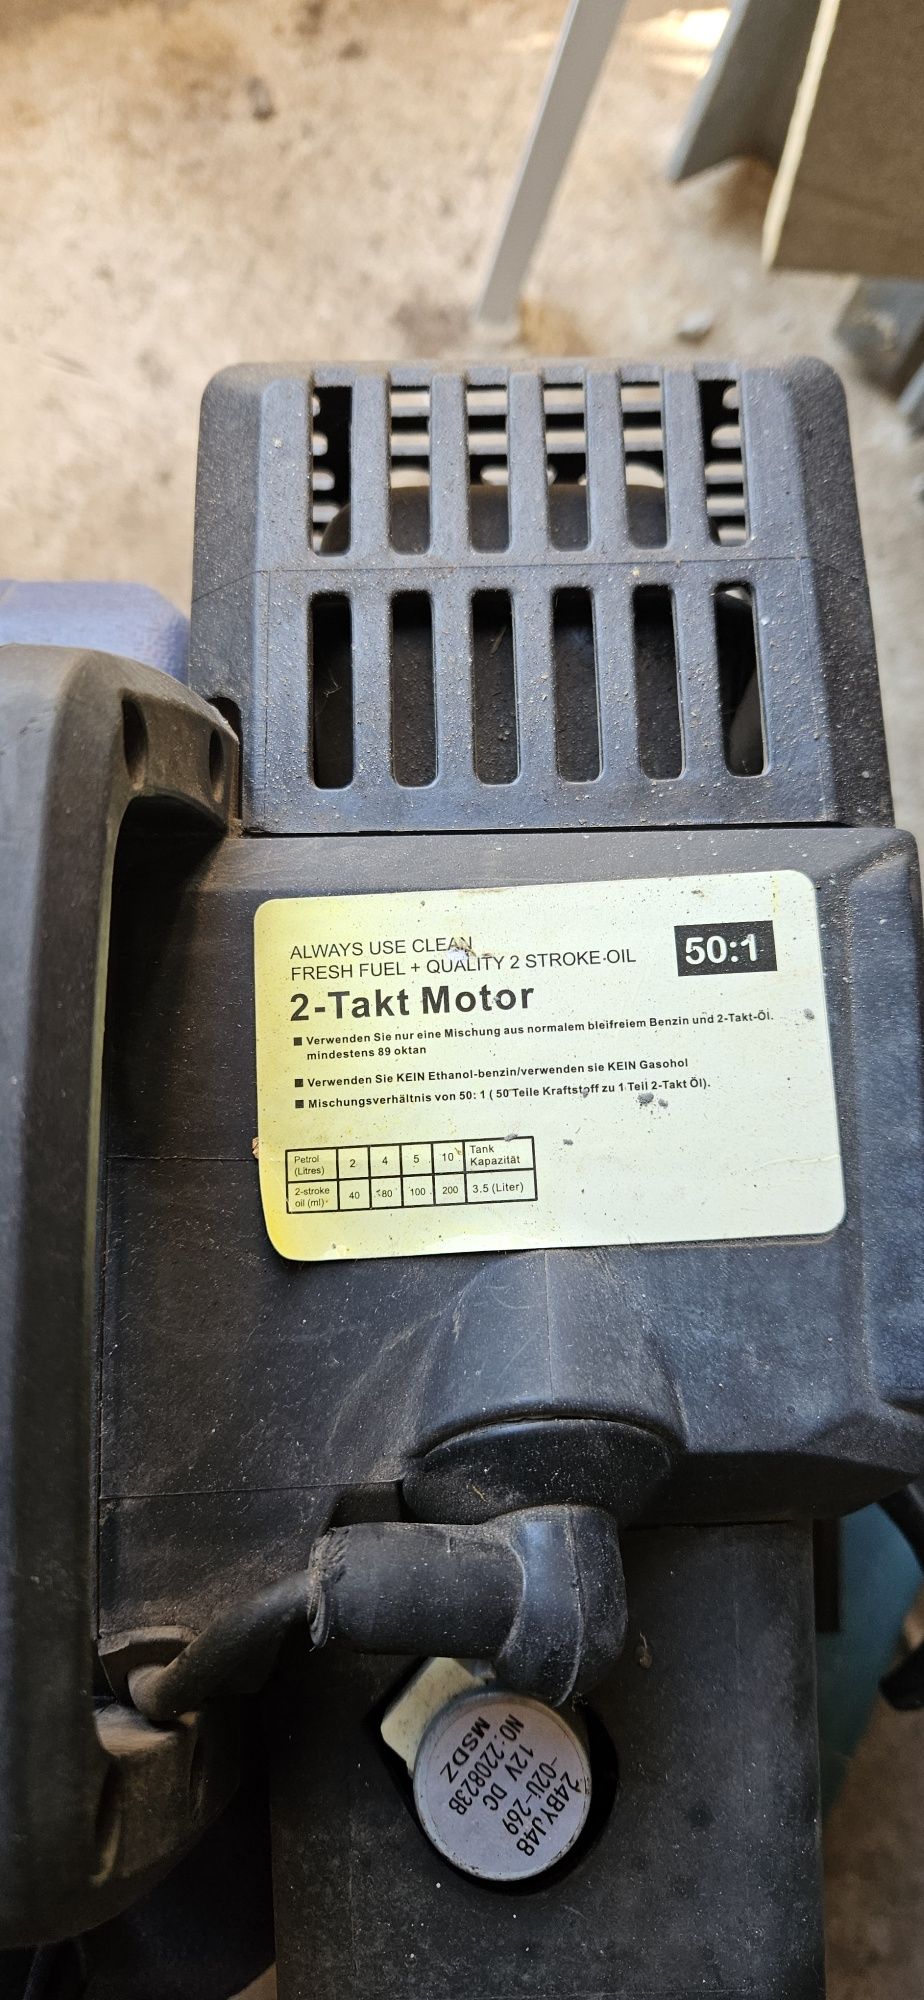 ALWAYS USE CLEAN
FRESH FUEL + QUALITY 2 STROKE-OIL
50:1
2-Takt Motor
■ Verwenden Sie nur eine Mischung aus normalem bleifreiem Benzin und 2-Takt-Öl.
mindestens 89 oktan
■ Verwenden Sie KEIN Ethanol-benzin/verwenden sie KEIN Gasohol
■ Mischungsverhältnis von 50: 1 ( 50 Teile Kraftstoff zu 1 Teil 2-Takt Öl).
Petrol (Litres) 2 4 5 10 Tank Kapazität
2-stroke oil (ml) 40 80 100 200 3.5 (Liter)
24BYJ48
-02ü-269
12V DC
NO:220823B
MSDZ